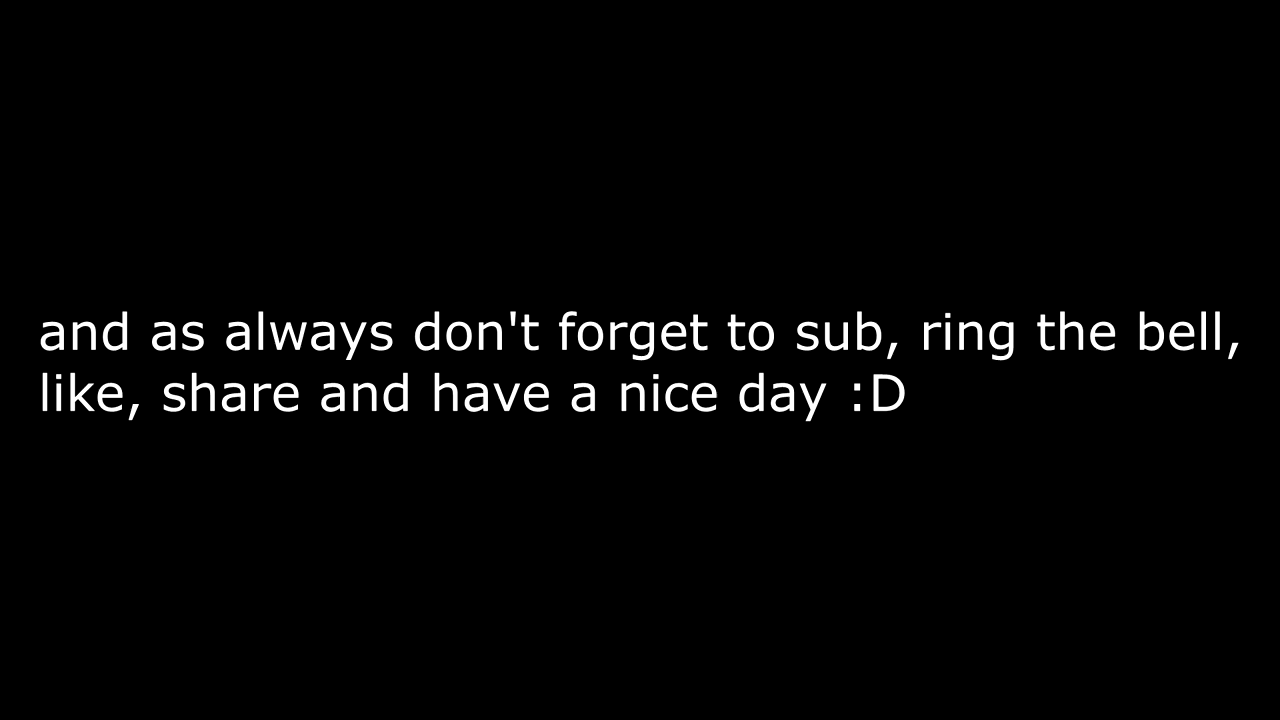 and as always don't forget to sub, ring the bell,
like, share and have a nice day :D